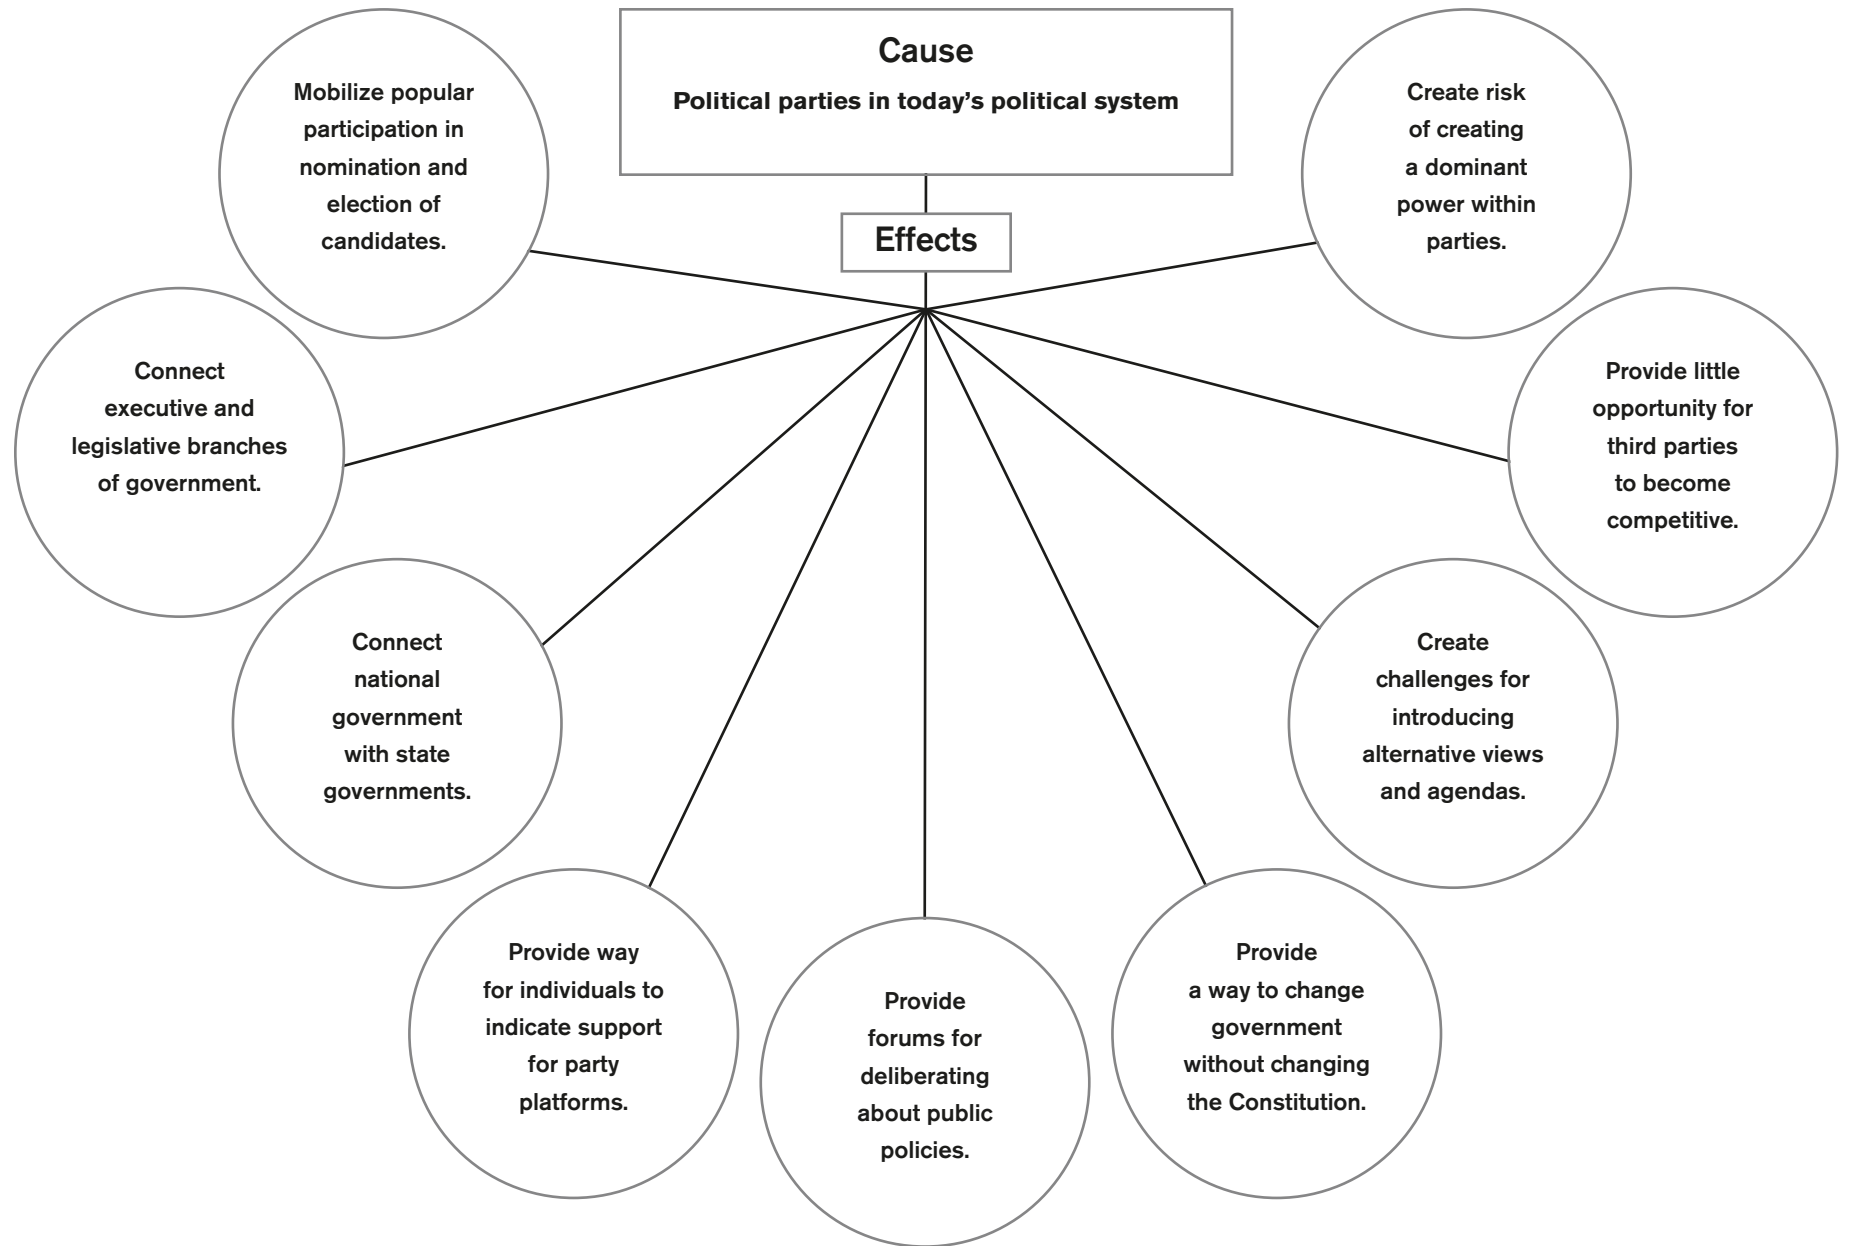 Cause
Political parties in today's political system
Effects
Mobilize popular
participation in
nomination and
election of
candidates.
Connect
executive and
legislative branches
of government.
Connect
national
government
with state
governments.
Provide way
for individuals to
indicate support
for party
platforms.
Provide
forums for
deliberating
about public
policies.
Provide
a way to change
government
without changing
the Constitution.
Create
challenges for
introducing
alternative views
and agendas.
Provide little
opportunity for
third parties
to become
competitive.
Create risk
of creating
a dominant
power within
parties.